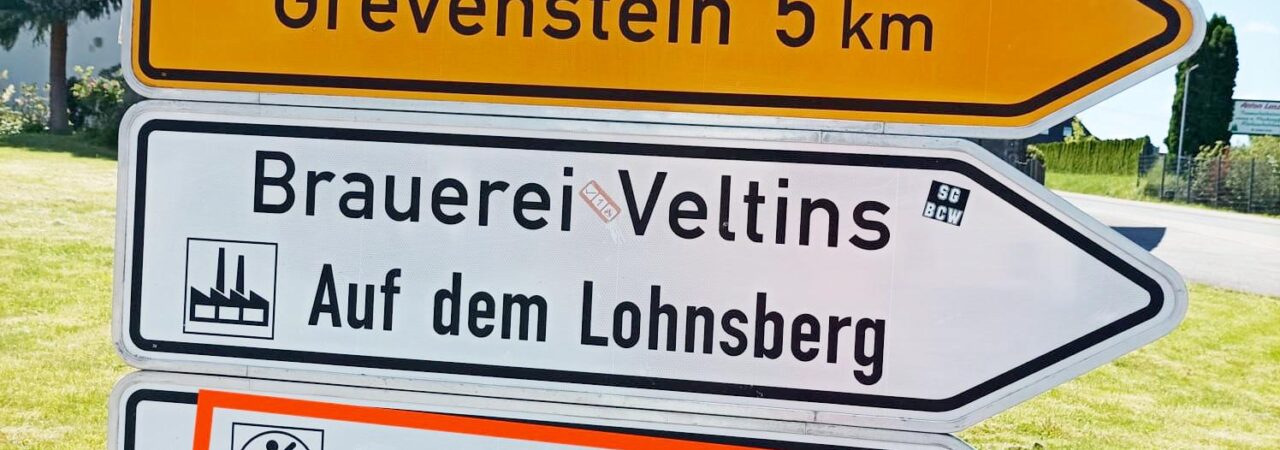 Grevenstein 5 km
Brauerei Veltins
SG
BCW
Auf dem Lohnsberg